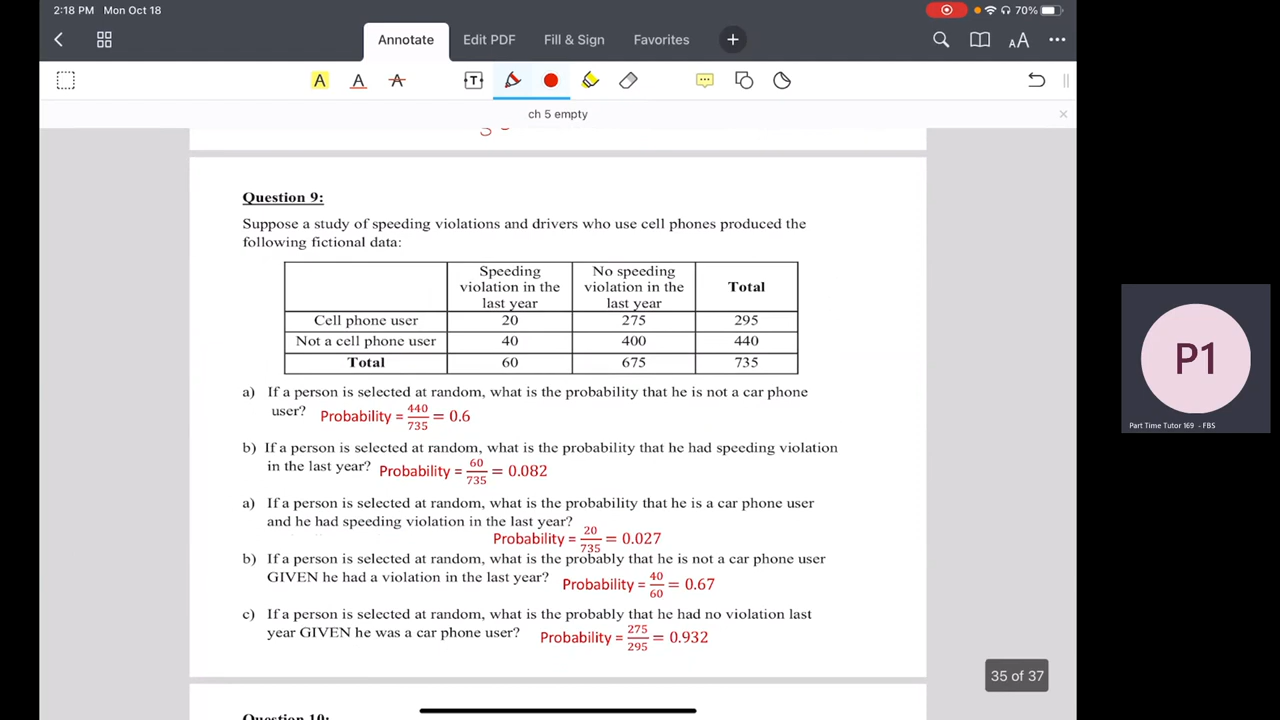 2:18 PM Mon Oct 18
70%
Annotate Edit PDF Fill & Sign Favorites +
A A A T
ch 5 empty
Question 9:
Suppose a study of speeding violations and drivers who use cell phones produced the
following fictional data:
Speeding violation in the last year
No speeding violation in the last year
Total
Cell phone user 20 275 295
Not a cell phone user 40 400 440
Total 60 675 735
a) If a person is selected at random, what is the probability that he is not a car phone
user? Probability = 440/735 = 0.6
b) If a person is selected at random, what is the probability that he had speeding violation
in the last year? Probability = 60/735 = 0.082
a) If a person is selected at random, what is the probability that he is a car phone user
and he had speeding violation in the last year?
Probability = 20/735 = 0.027
b) If a person is selected at random, what is the probably that he is not a car phone user
GIVEN he had a violation in the last year? Probability = 40/60 = 0.67
c) If a person is selected at random, what is the probably that he had no violation last
year GIVEN he was a car phone user? Probability = 275/295 = 0.932
35 of 37
Question 10:
P1
Part Time Tutor 169 - FBS